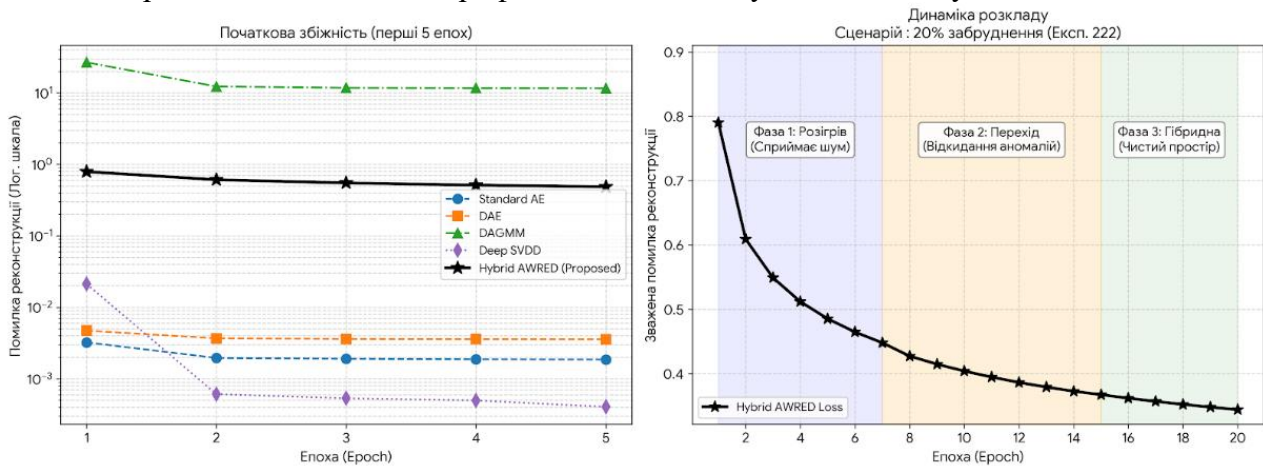 Початкова збіжність (перші 5 епох)
Помилка реконструкції (Лог. шкала)
10¹
10⁰
10⁻¹
10⁻²
10⁻³
Standard AE
DAE
DAGMM
Deep SVDD
Hybrid AWRED (Proposed)
1 2 3 4 5
Епоха (Epoch)
Динаміка розкладу
Сценарій : 20% забруднення (Експ. 222)
Зважена помилка реконструкції
0.9
0.8
0.7
0.6
0.5
0.4
Фаза 1: Розігрів
(Сприймає шум)
Фаза 2: Перехід
(Відкидання аномалій)
Фаза 3: Гібридна
(Чистий простір)
Hybrid AWRED Loss
2 4 6 8 10 12 14 16 18 20
Епоха (Epoch)